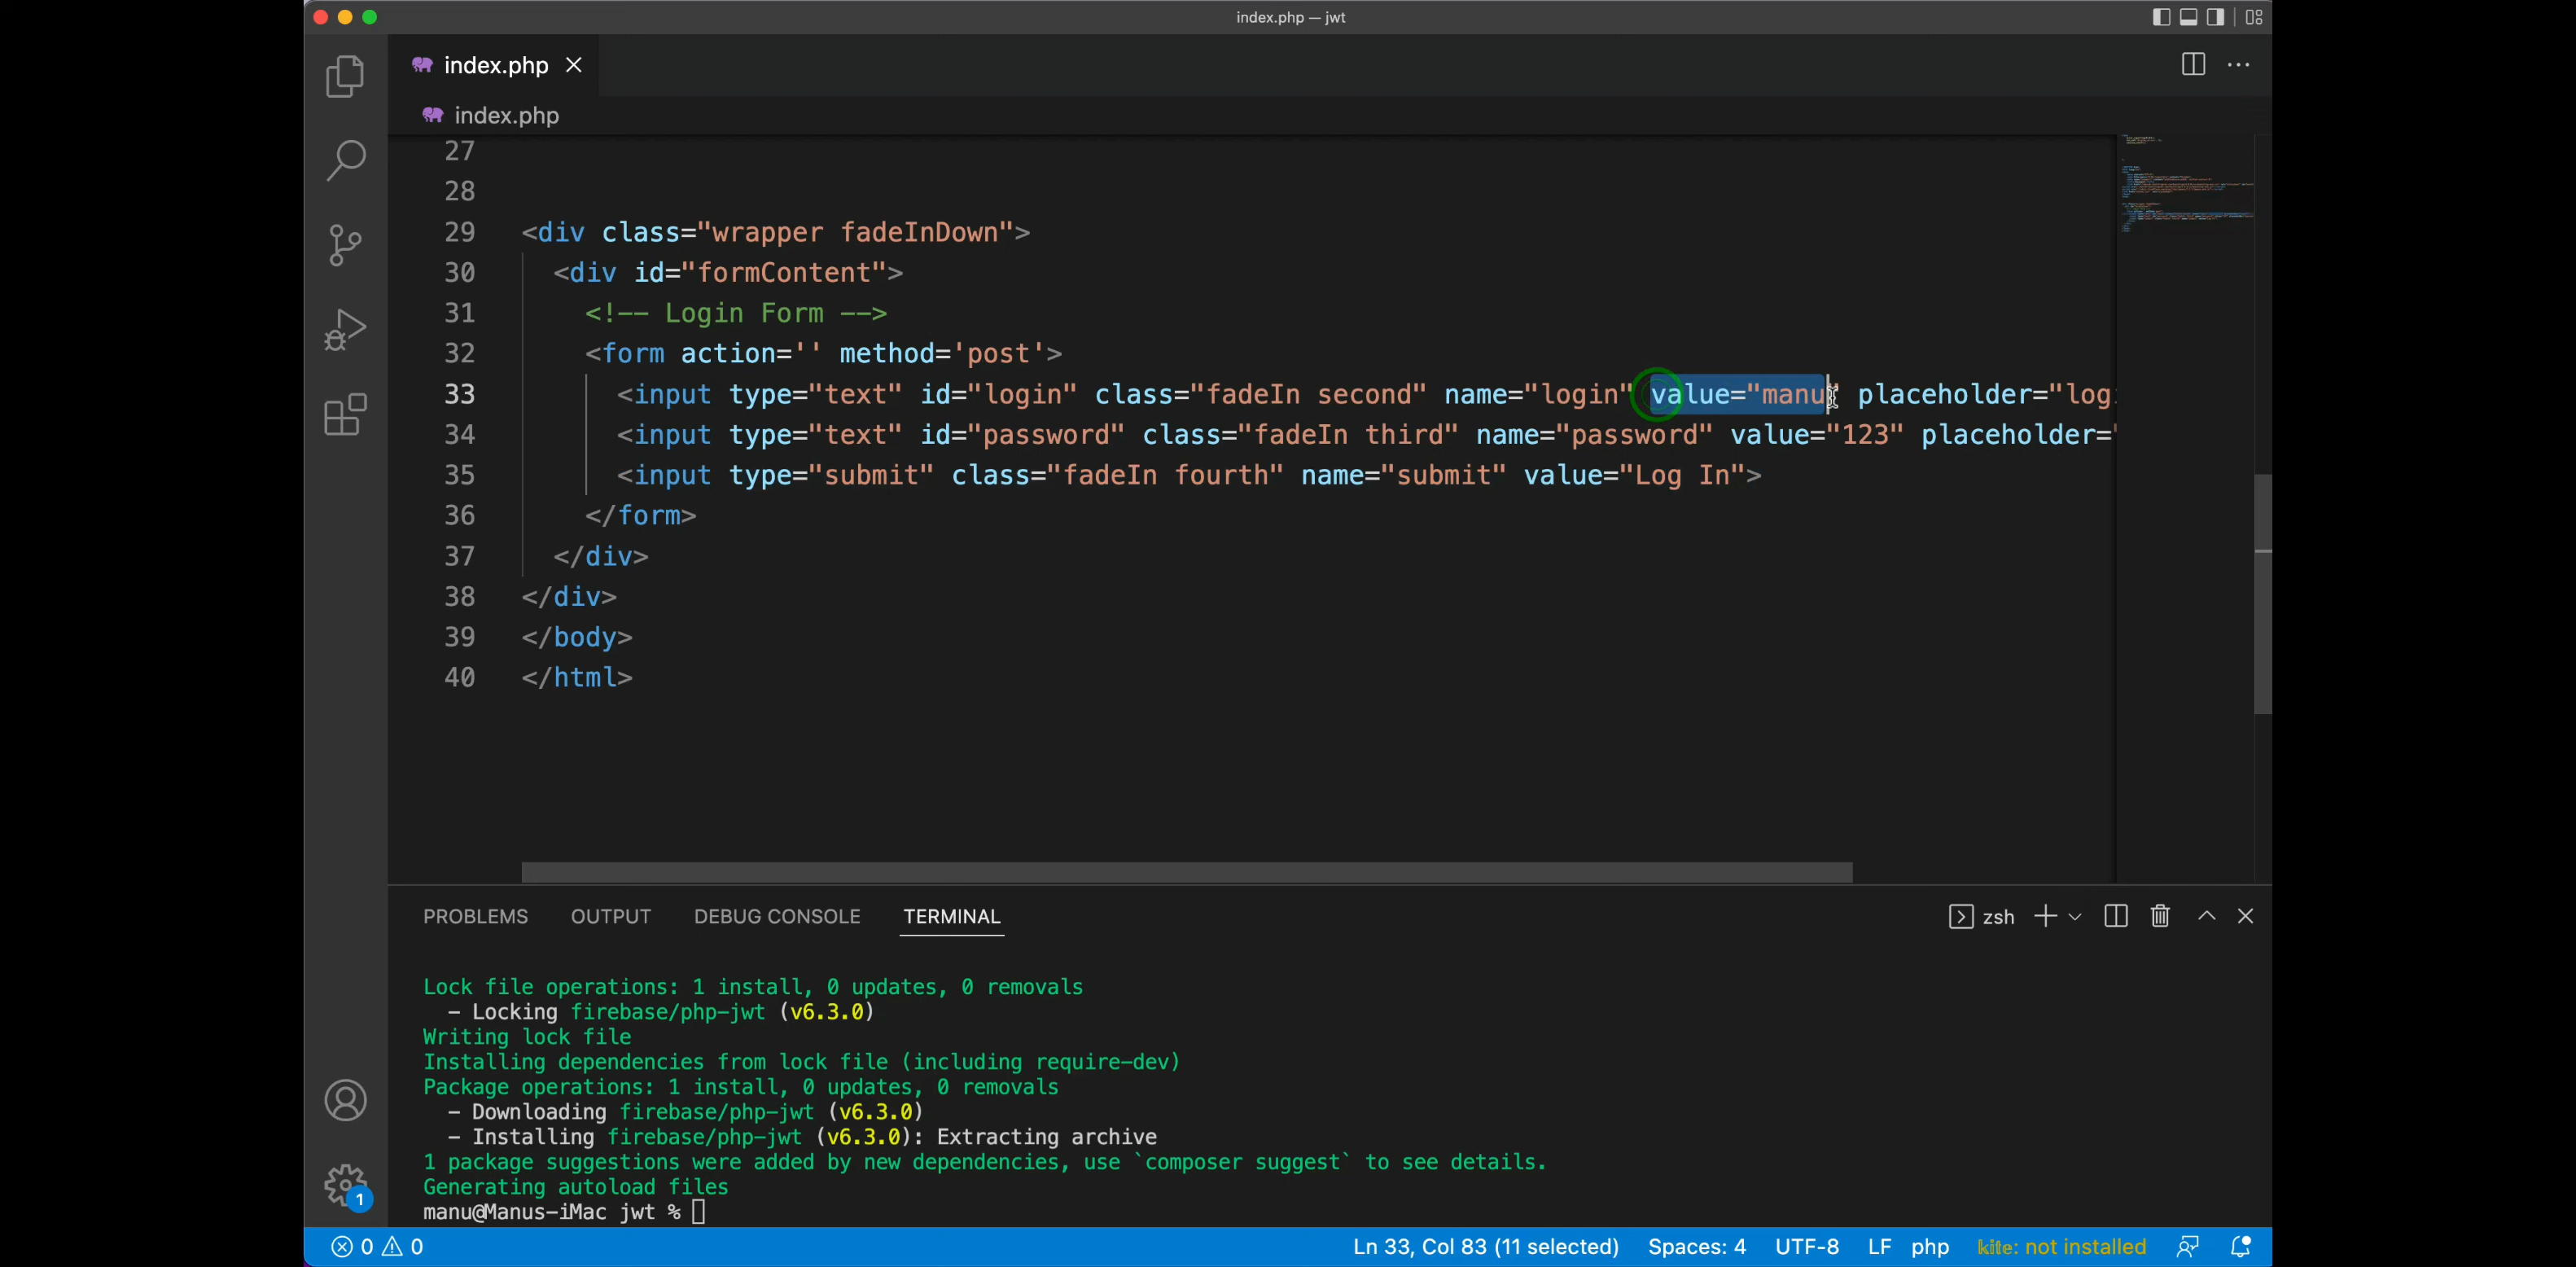 index.php — jwt
index.php
index.php
27
28
29 <div class="wrapper fadeInDown">
30 <div id="formContent">
31 <!-- Login Form -->
32 <form action='' method='post'>
33 <input type="text" id="login" class="fadeIn second" name="login" value="manu" placeholder="logi
34 <input type="text" id="password" class="fadeIn third" name="password" value="123" placeholder="
35 <input type="submit" class="fadeIn fourth" name="submit" value="Log In">
36 </form>
37 </div>
38 </div>
39 </body>
40 </html>
PROBLEMS OUTPUT DEBUG CONSOLE TERMINAL zsh
Lock file operations: 1 install, 0 updates, 0 removals
- Locking firebase/php-jwt (v6.3.0)
Writing lock file
Installing dependencies from lock file (including require-dev)
Package operations: 1 install, 0 updates, 0 removals
- Downloading firebase/php-jwt (v6.3.0)
- Installing firebase/php-jwt (v6.3.0): Extracting archive
1 package suggestions were added by new dependencies, use `composer suggest` to see details.
Generating autoload files
manu@Manus-iMac jwt %
1
0 0 Ln 33, Col 83 (11 selected) Spaces: 4 UTF-8 LF php kite: not installed